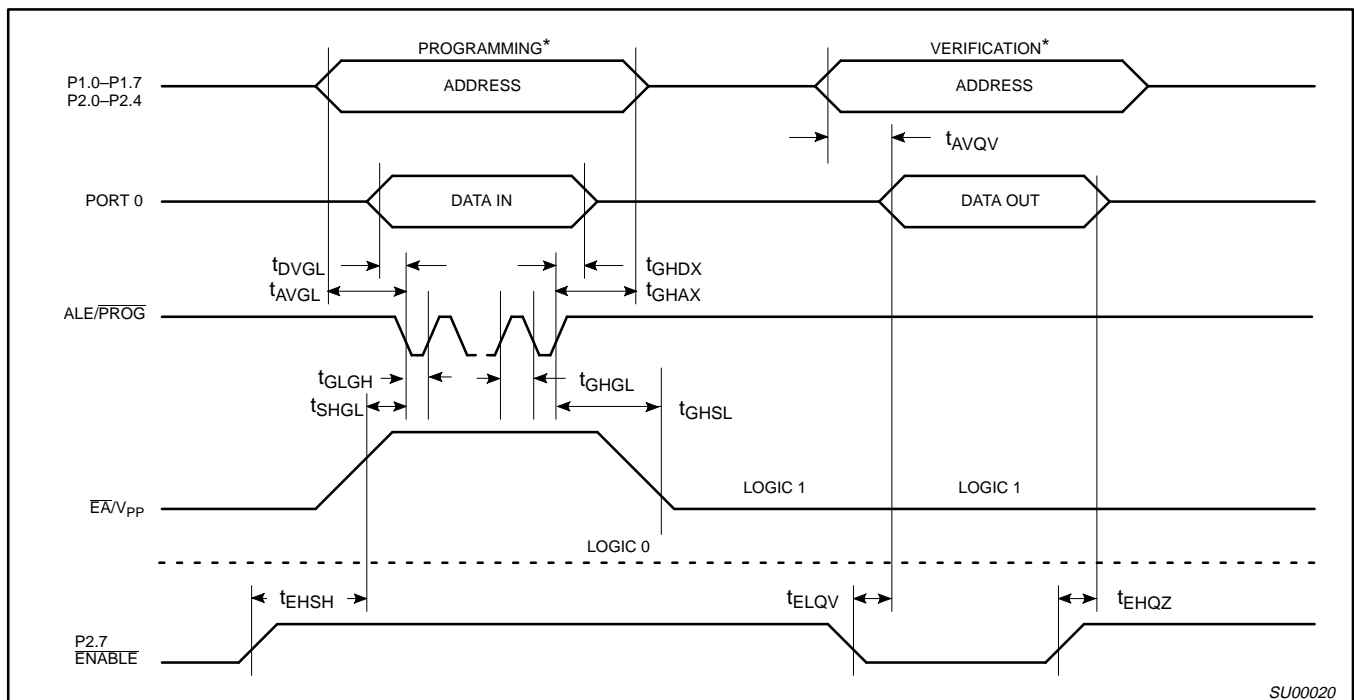 PROGRAMMING*
VERIFICATION*
P1.0–P1.7
P2.0–P2.4
ADDRESS
ADDRESS
tAVQV
PORT 0
DATA IN
DATA OUT
tDVGL
tGHDX
tAVGL
tGHAX
ALE/PROG
tGLGH
tGHGL
tSHGL
tGHSL
LOGIC 1
LOGIC 1
EA/VPP
LOGIC 0
tEHSH
tELQV
tEHQZ
P2.7
ENABLE
SU00020